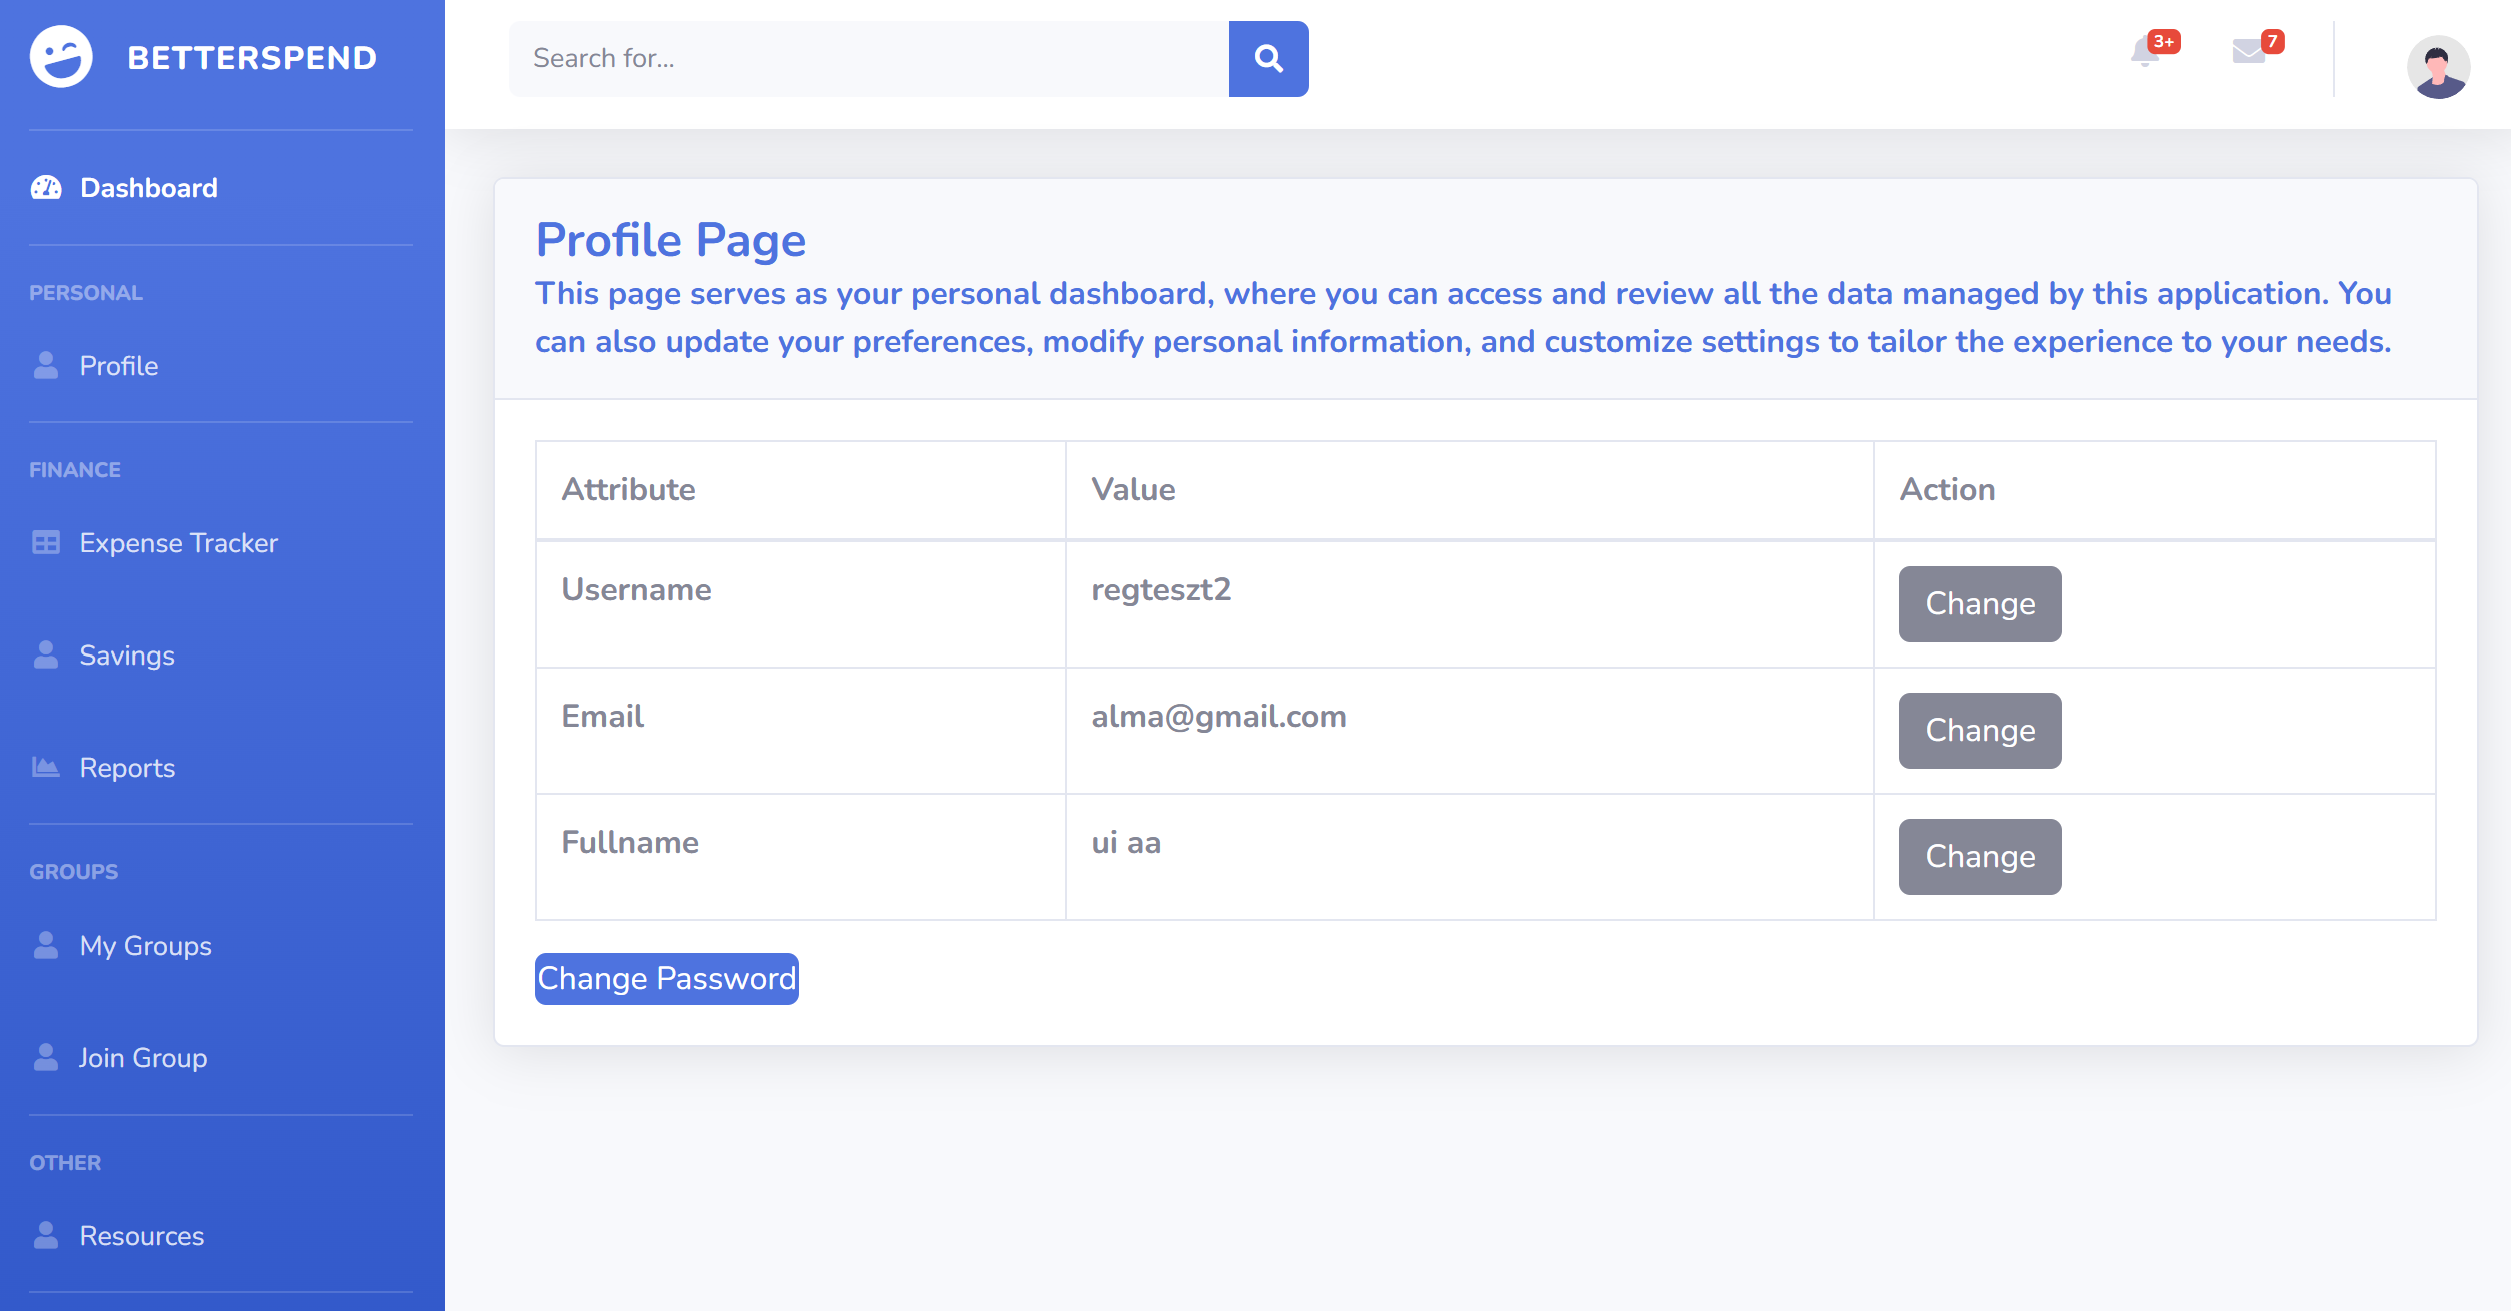 BETTERSPEND
Search for...
3+
7
Dashboard
PERSONAL
Profile
FINANCE
Expense Tracker
Savings
Reports
GROUPS
My Groups
Join Group
OTHER
Resources
Profile Page
This page serves as your personal dashboard, where you can access and review all the data managed by this application. You
can also update your preferences, modify personal information, and customize settings to tailor the experience to your needs.
Attribute Value Action
Username regteszt2 Change
Email alma@gmail.com Change
Fullname ui aa Change
Change Password